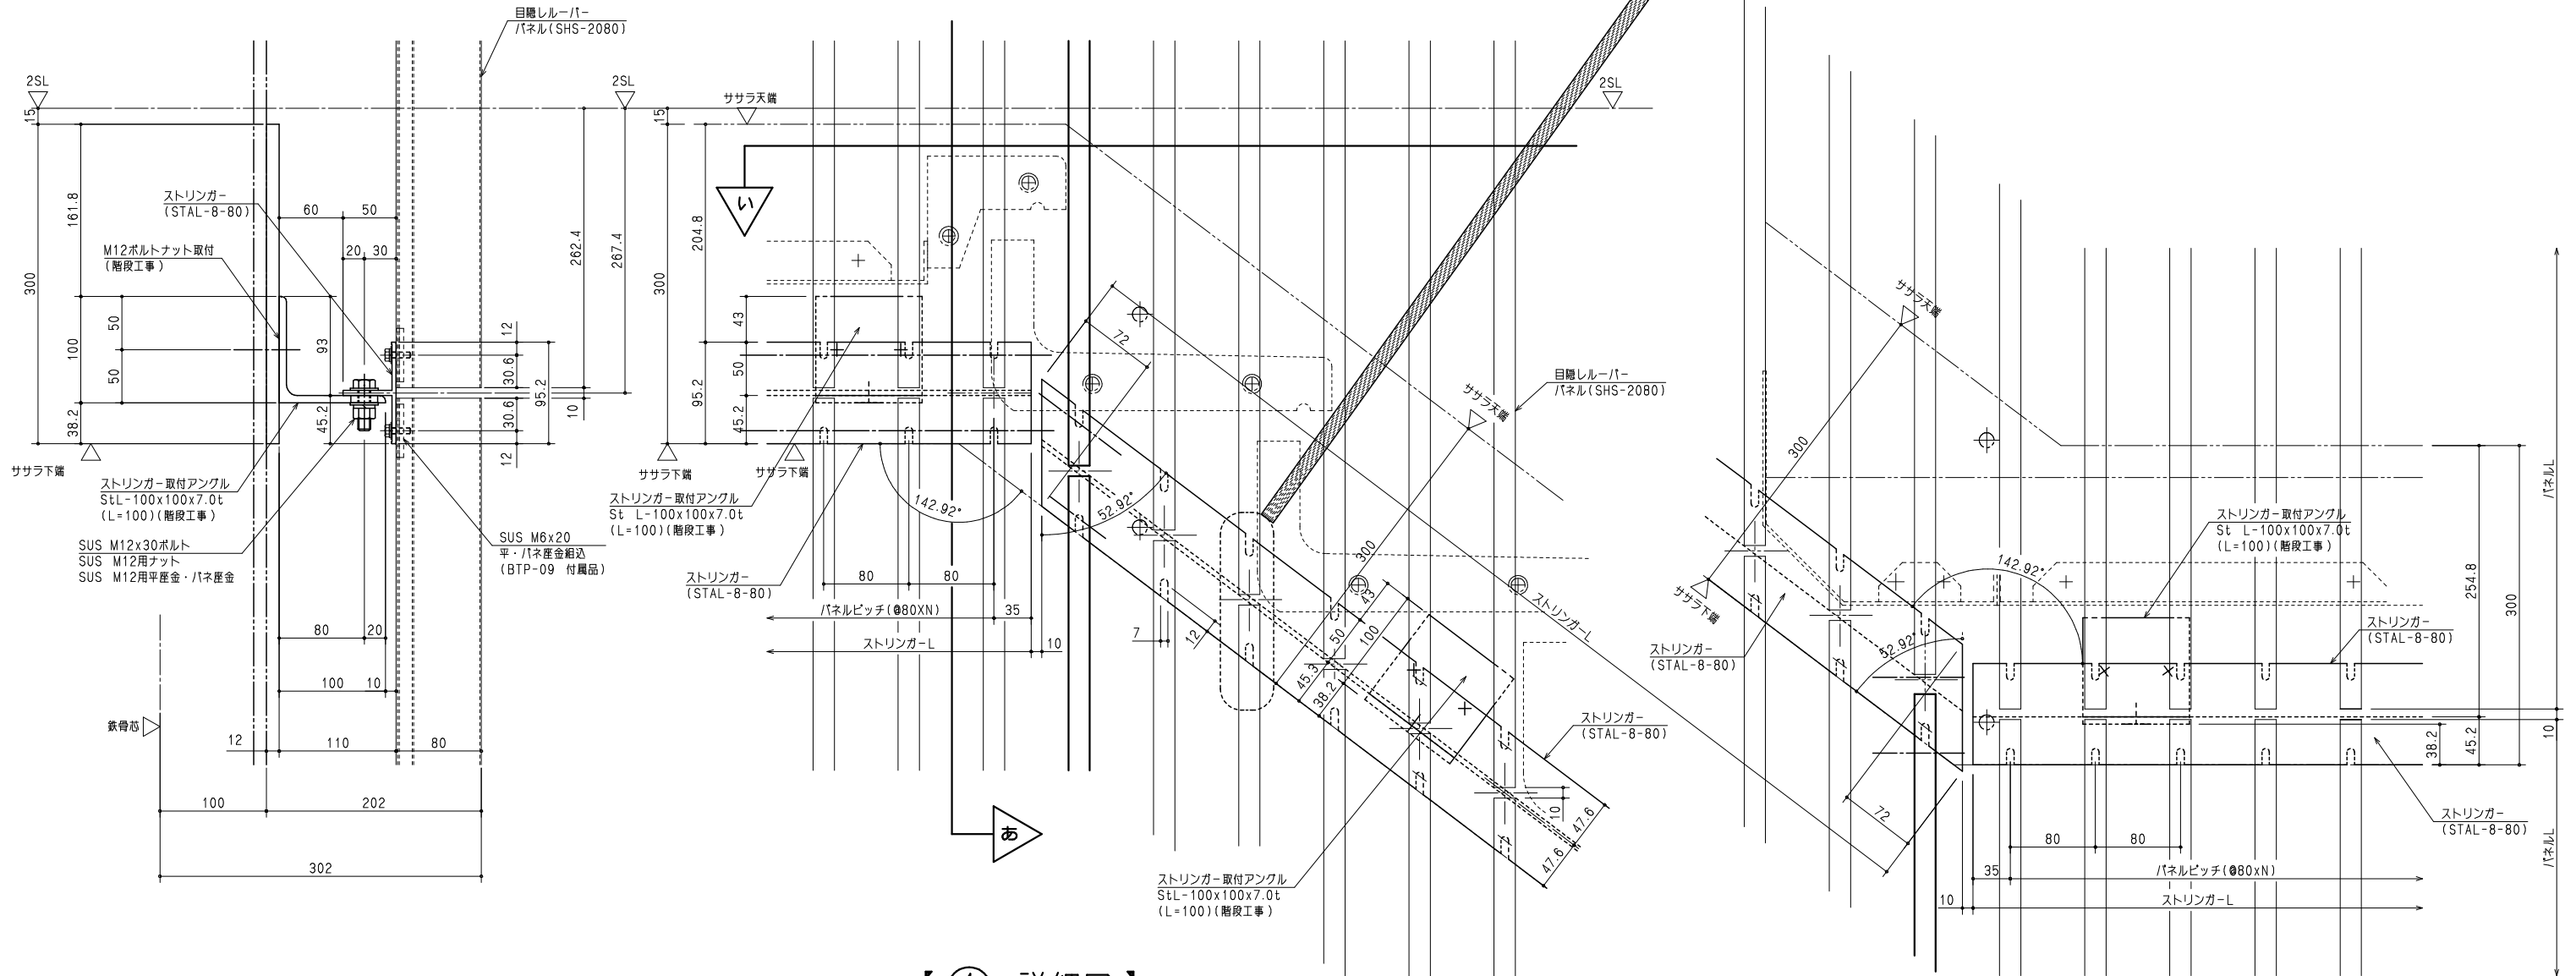 目隠しルーバー
パネル(SHS-2080)
2SL
2SL
15
161.8
300
100
50
50
38.2
ストリンガー
(STAL-8-80)
60
50
20
30
M12ボルトナット取付
(階段工事)
93
45.2
262.4
267.4
12
30.6
95.2
30.6
10
12
ササラ下端
ストリンガー取付アングル
StL-100x100x7.0t
(L=100)(階段工事)
SUS M12x30ボルト
SUS M12用ナット
SUS M12用平座金・バネ座金
SUS M6x20
平・バネ座金組込
(BTP-09 付属品)
80
20
100
10
鉄骨芯
12
110
80
100
202
302
ササラ天端
2SL
15
204.8
300
95.2
43
50
45.2
い
ササラ下端
ササラ下端
ストリンガー取付アングル
St L-100x100x7.0t
(L=100)(階段工事)
ストリンガー
(STAL-8-80)
142.92°
52.92°
80
80
パネルピッチ(@80XN)
35
ストリンガーL
10
72
7
12
あ
300
ササラ天端
目隠しルーバー
パネル(SHS-2080)
43
50
100
45.3
38.2
ストリンガーL
ストリンガー
(STAL-8-80)
10
47.6
47.6
ストリンガー取付アングル
StL-100x100x7.0t
(L=100)(階段工事)
ササラ天端
300
ササラ下端
ストリンガー
(STAL-8-80)
52.92°
142.92°
ストリンガー取付アングル
St L-100x100x7.0t
(L=100)(階段工事)
ストリンガー
(STAL-8-80)
254.8
300
38.2
45.2
10
パネルL
パネルL
ストリンガー
(STAL-8-80)
72
80
80
35
パネルピッチ(@80xN)
10
ストリンガーL